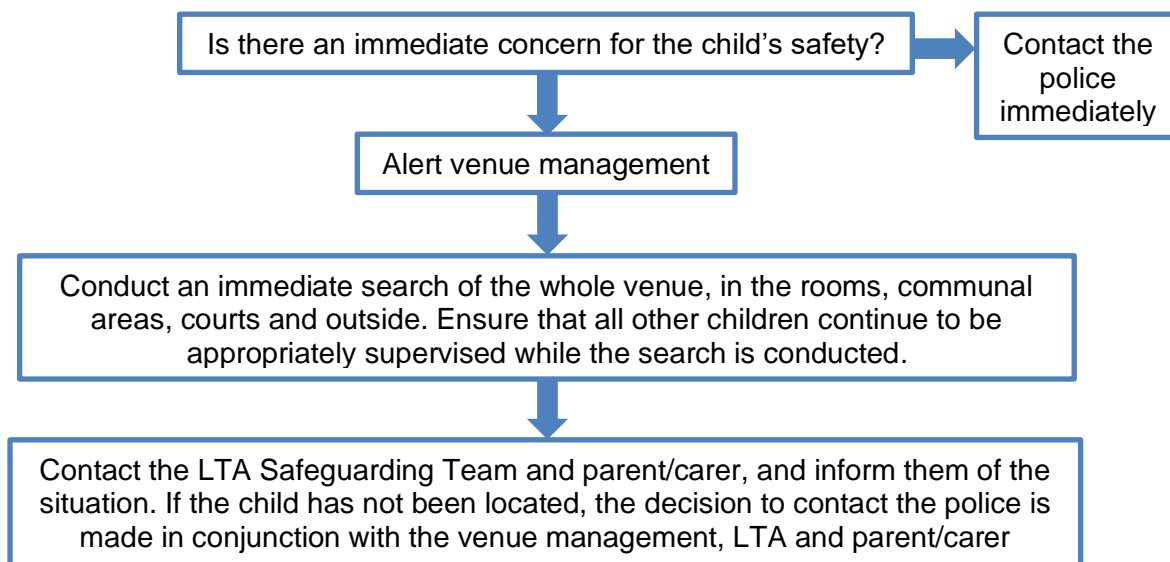 Is there an immediate concern for the child’s safety?
Contact the
police
immediately
Alert venue management
Conduct an immediate search of the whole venue, in the rooms, communal
areas, courts and outside. Ensure that all other children continue to be
appropriately supervised while the search is conducted.
Contact the LTA Safeguarding Team and parent/carer, and inform them of the
situation. If the child has not been located, the decision to contact the police is
made in conjunction with the venue management, LTA and parent/carer